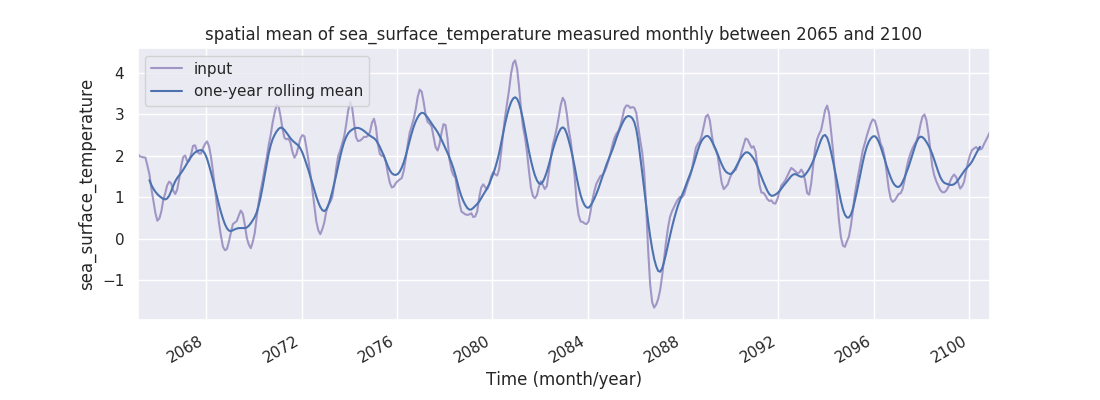 spatial mean of sea_surface_temperature measured monthly between 2065 and 2100
input
one-year rolling mean
sea_surface_temperature
4
3
2
1
0
−1
2068 2072 2076 2080 2084 2088 2092 2096 2100
Time (month/year)